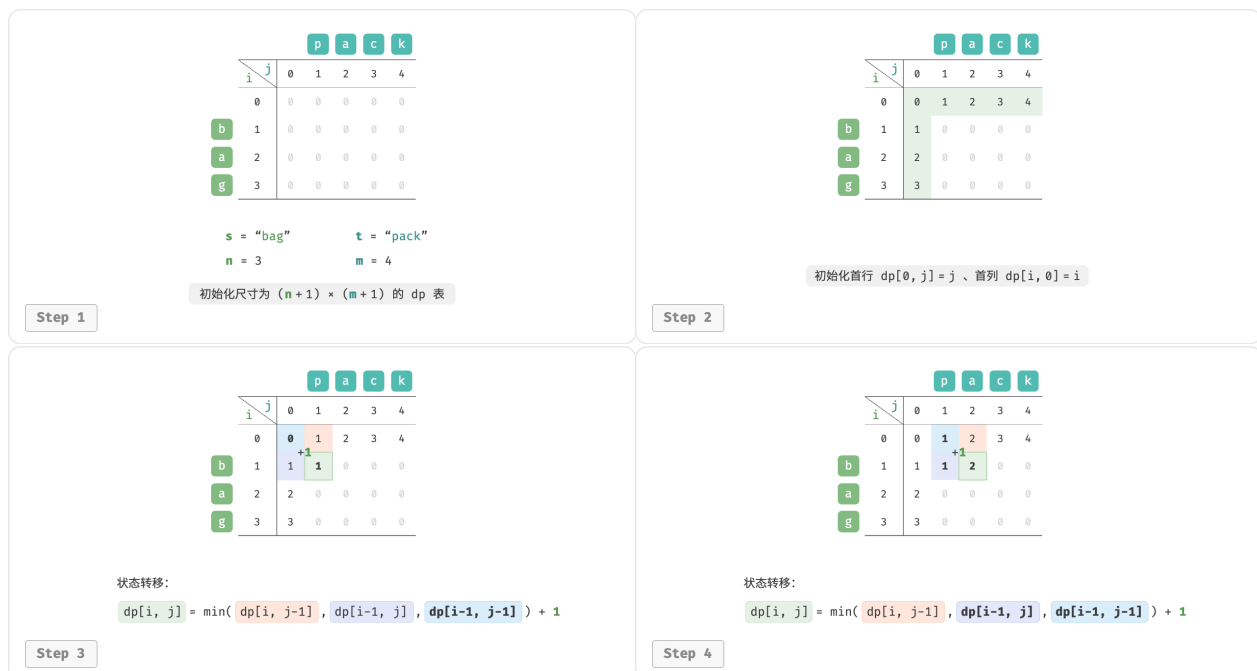 p a c k
i j 0 1 2 3 4
0 0 0 0 0 0
b 1 0 0 0 0 0
a 2 0 0 0 0 0
g 3 0 0 0 0 0
s = “bag” t = “pack”
n = 3 m = 4
初始化尺寸为 (n+1) × (m+1) 的 dp 表
Step 1
p a c k
i j 0 1 2 3 4
0 0 1 2 3 4
b 1 1 0 0 0 0
a 2 2 0 0 0 0
g 3 3 0 0 0 0
初始化首行 dp[0, j] = j 、首列 dp[i, 0] = i
Step 2
p a c k
i j 0 1 2 3 4
0 0 1 2 3 4
+1
b 1 1 1 0 0 0
a 2 2 0 0 0 0
g 3 3 0 0 0 0
状态转移：
dp[i, j] = min( dp[i, j-1] , dp[i-1, j] , dp[i-1, j-1] ) + 1
Step 3
p a c k
i j 0 1 2 3 4
0 0 1 2 3 4
+1
b 1 1 1 2 0 0
a 2 2 0 0 0 0
g 3 3 0 0 0 0
状态转移：
dp[i, j] = min( dp[i, j-1] , dp[i-1, j] , dp[i-1, j-1] ) + 1
Step 4